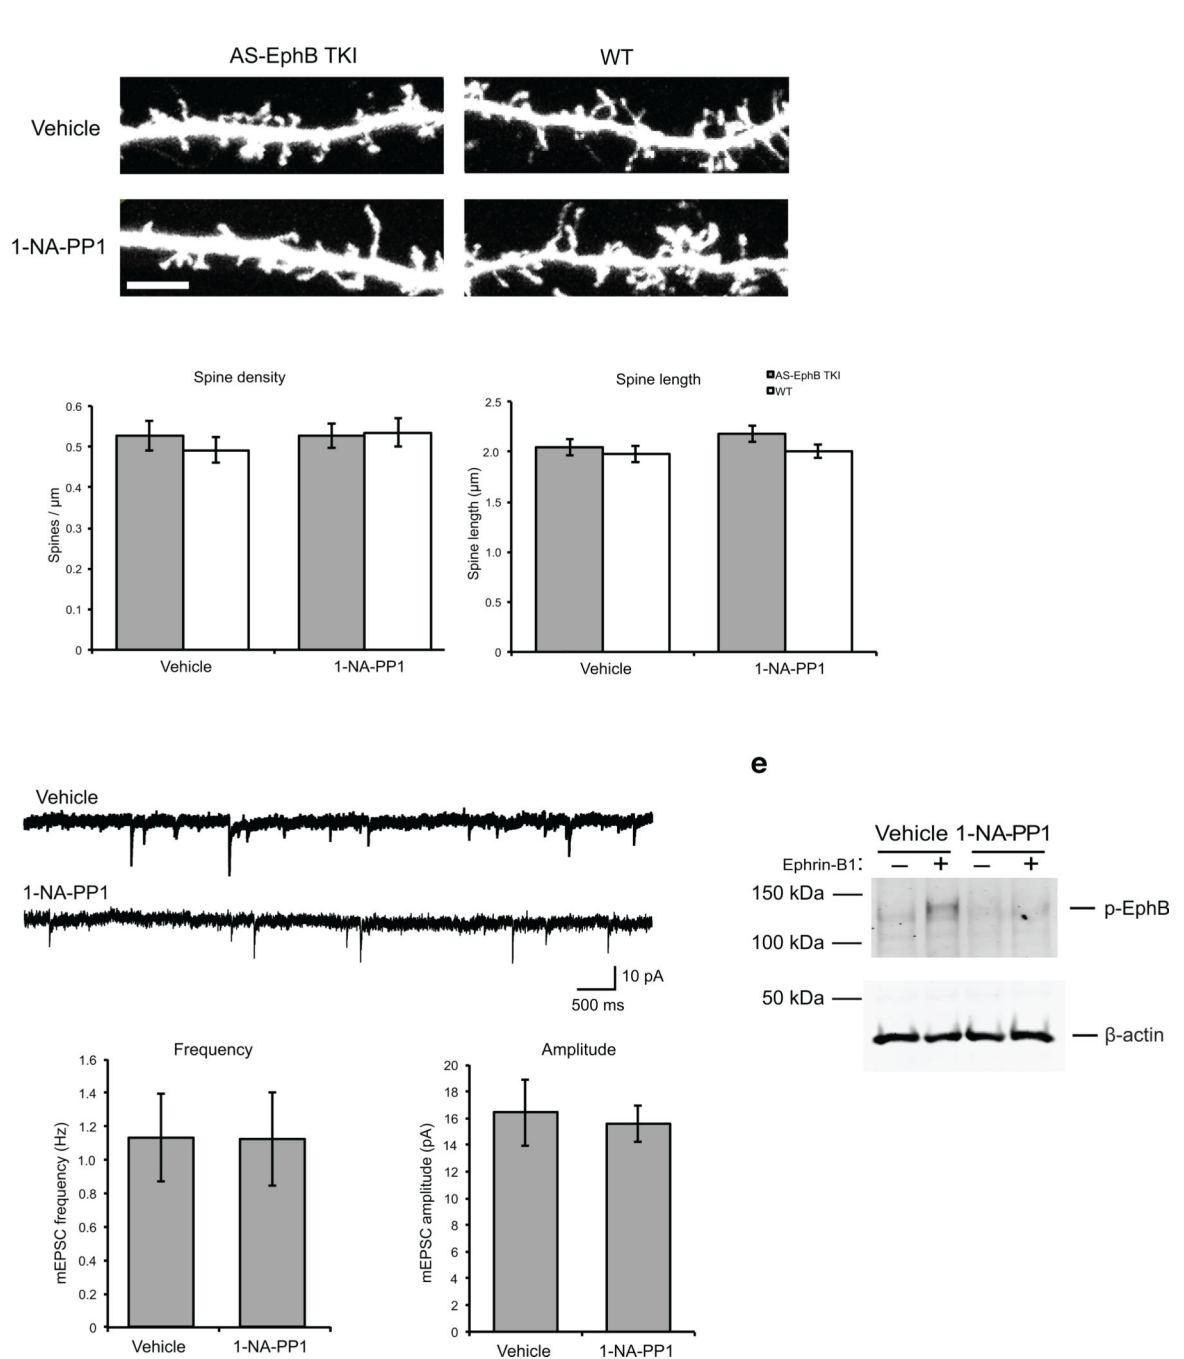 AS-EphB TKI
WT
Vehicle
1-NA-PP1
Spine density
Spines / µm
0.6
0.5
0.4
0.3
0.2
0.1
0
Vehicle
1-NA-PP1
Spine length
AS-EphB TKI
WT
Spine length (µm)
2.5
2.0
1.5
1.0
0.5
0
Vehicle
1-NA-PP1
Vehicle
1-NA-PP1
10 pA
500 ms
e
Vehicle 1-NA-PP1
Ephrin-B1: – + – +
150 kDa
p-EphB
100 kDa
50 kDa
β-actin
Frequency
mEPSC frequency (Hz)
1.6
1.4
1.2
1.0
0.8
0.6
0.4
0.2
0
Vehicle
1-NA-PP1
Amplitude
mEPSC amplitude (pA)
20
18
16
14
12
10
8
6
4
2
0
Vehicle
1-NA-PP1